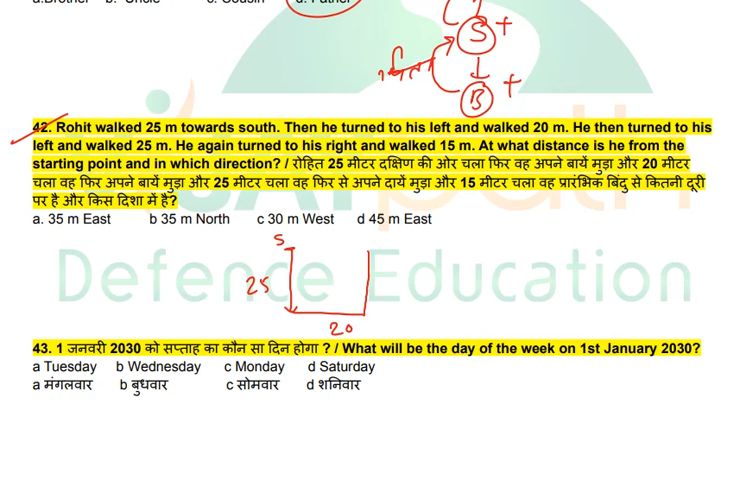 a.Brother b. Uncle c. Cousin d. Father
S +
B +
42. Rohit walked 25 m towards south. Then he turned to his left and walked 20 m. He then turned to his
left and walked 25 m. He again turned to his right and walked 15 m. At what distance is he from the
starting point and in which direction? / रोहित 25 मीटर दक्षिण की ओर चला फिर वह अपने बायें मुड़ा और 20 मीटर
चला वह फिर अपने बायें मुड़ा और 25 मीटर चला वह फिर से अपने दायें मुड़ा और 15 मीटर चला वह प्रारंभिक बिंदु से कितनी दूरी
पर है और किस दिशा में है?
a. 35 m East b 35 m North c 30 m West d 45 m East
S
Defence Education
25
20
43. 1 जनवरी 2030 को सप्ताह का कौन सा दिन होगा ? / What will be the day of the week on 1st January 2030?
a Tuesday b Wednesday c Monday d Saturday
a मंगलवार b बुधवार c सोमवार d शनिवार